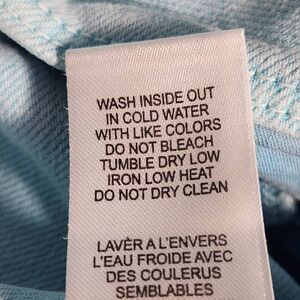 WASH INSIDE OUT
IN COLD WATER
WITH LIKE COLORS
DO NOT BLEACH
TUMBLE DRY LOW
IRON LOW HEAT
DO NOT DRY CLEAN
LAVÈR A L'ENVERS
L'EAU FROIDE AVEC
DES COULERUS
SEMBLABLES